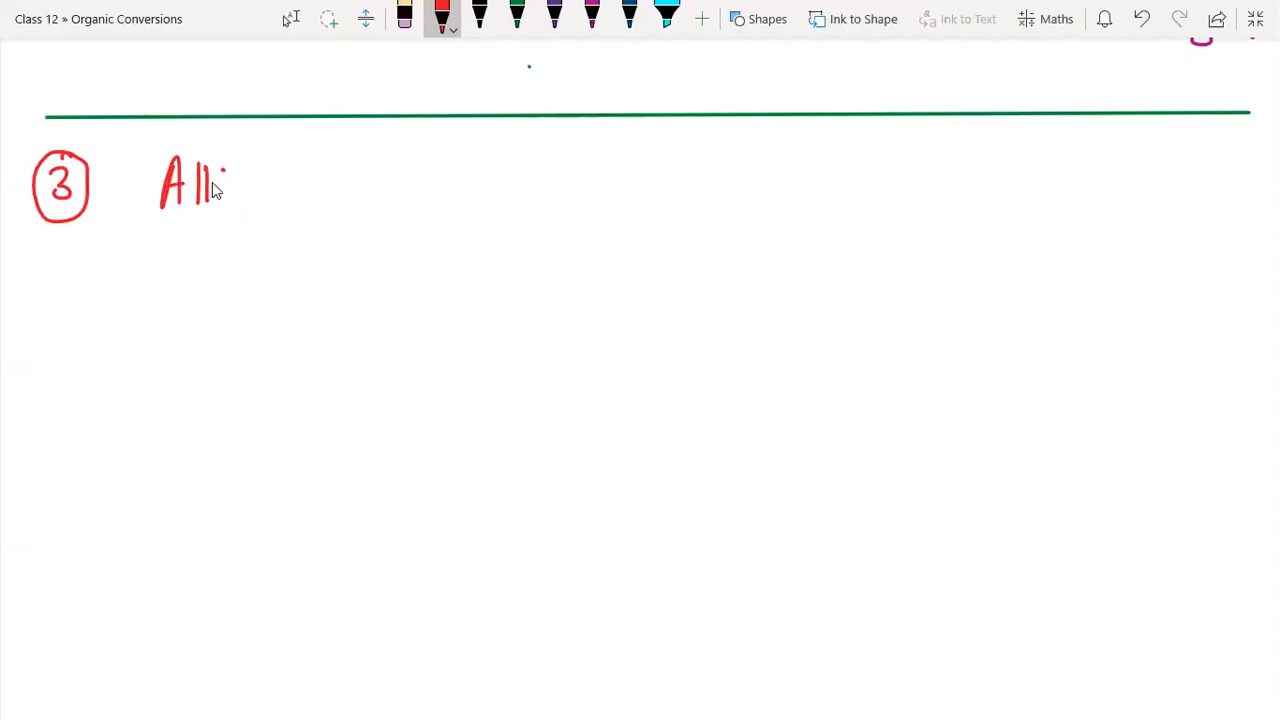 Class 12 » Organic Conversions
Shapes
Ink to Shape
Ink to Text
Maths
3 All